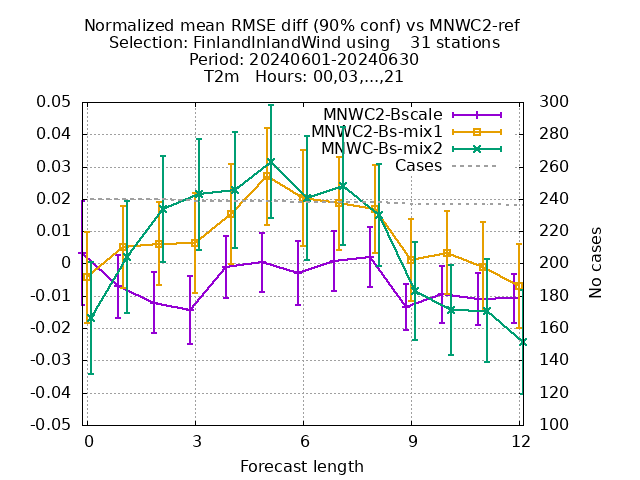 Normalized mean RMSE diff (90% conf) vs MNWC2-ref
Selection: FinlandInlandWind using    31 stations
Period: 20240601-20240630
T2m   Hours: 00,03,...,21
MNWC2-Bscale
MNWC2-Bs-mix1
MNWC-Bs-mix2
Cases
0.05
0.04
0.03
0.02
0.01
0
-0.01
-0.02
-0.03
-0.04
-0.05
300
280
260
240
220
200
180
160
140
120
100
No cases
0 3 6 9 12
Forecast length